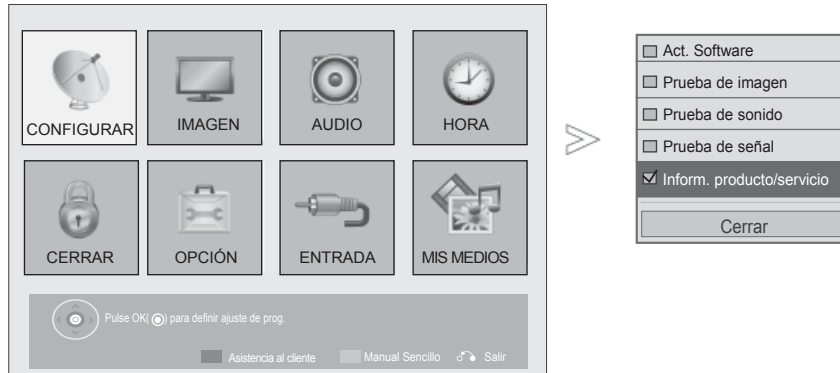 CONFIGURAR
IMAGEN
AUDIO
HORA
CERRAR
OPCIÓN
ENTRADA
MIS MEDIOS
Pulse OK( ) para definir ajuste de prog.
Asistencia al cliente
Manual Sencillo
Salir
Act. Software
Prueba de imagen
Prueba de sonido
Prueba de señal
Inform. producto/servicio
Cerrar